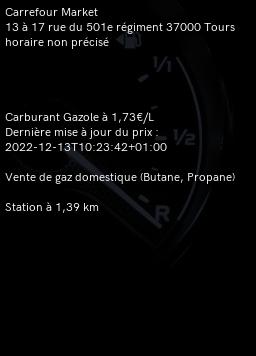 Carrefour Market
13 à 17 rue du 501e régiment 37000 Tours
horaire non précisé
1/1
Carburant Gazole à 1,73€/L
Dernière mise à jour du prix :
1/2
2022-12-13T10:23:42+01:00
Vente de gaz domestique (Butane, Propane)
Station à 1,39 km
R